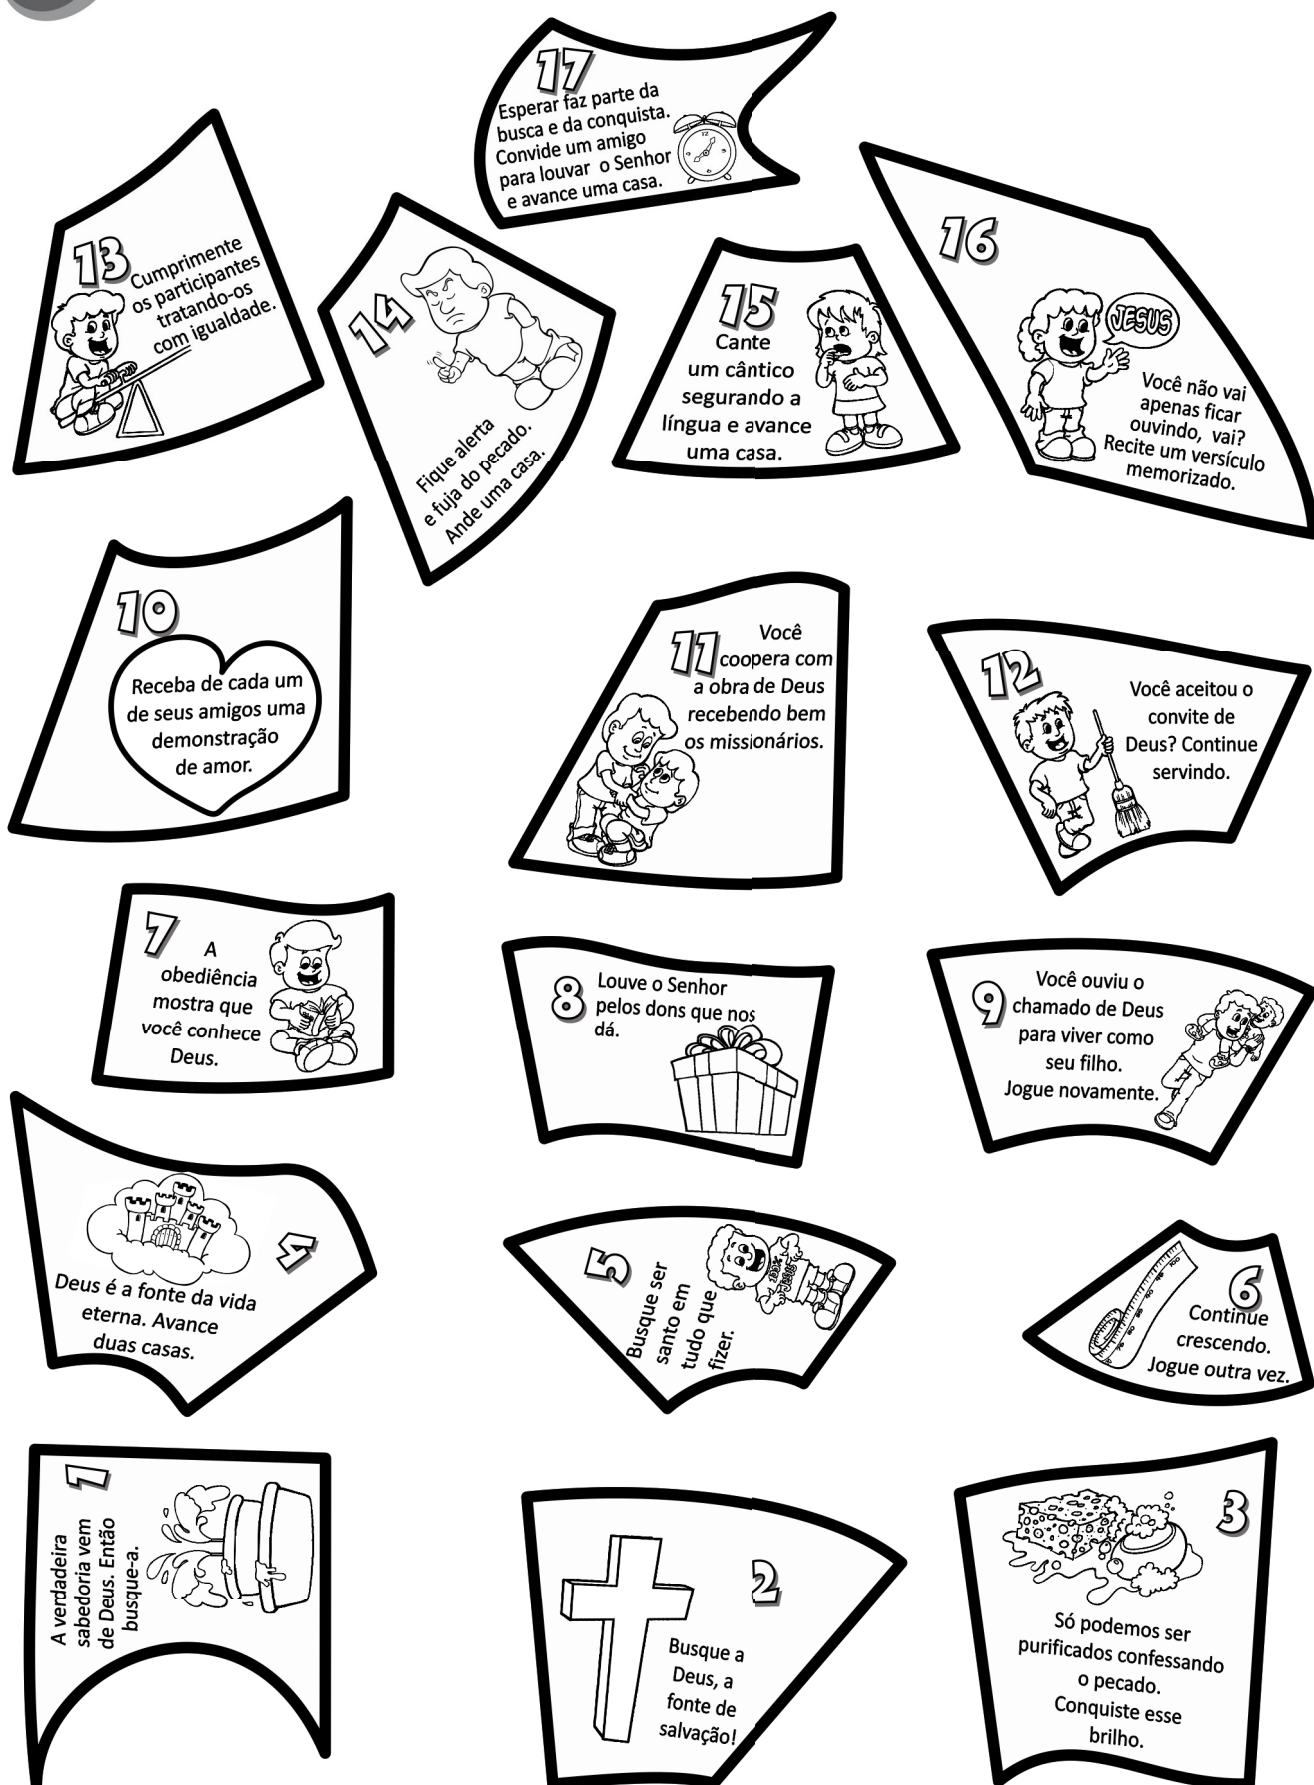 17
Esperar faz parte da
busca e da conquista.
Convide um amigo
para louvar o Senhor
e avance uma casa.
13
Cumprimente
os participantes
tratando-os
com igualdade.
14
Fique alerta
e fuja do pecado.
Ande uma casa.
15
Cante
um cântico
segurando a
língua e avance
uma casa.
16
JESUS
Você não vai
apenas ficar
ouvindo, vai?
Recite um versículo
memorizado.
10
Receba de cada um
de seus amigos uma
demonstração
de amor.
11
Você
coopera com
a obra de Deus
recebendo bem
os missionários.
12
Você aceitou o
convite de
Deus? Continue
servindo.
7
A
obediência
mostra que
você conhece
Deus.
8
Louve o Senhor
pelos dons que nos
dá.
9
Você ouviu o
chamado de Deus
para viver como
seu filho.
Jogue novamente.
4
Deus é a fonte da vida
eterna. Avance
duas casas.
5
Busque ser
santo em
tudo que
fizer.
100%
JESUS
6
Continue
crescendo.
Jogue outra vez.
1
A verdadeira
sabedoria vem
de Deus. Então
busque-a.
2
Busque a
Deus, a
fonte de
salvação!
3
Só podemos ser
purificados confessando
o pecado.
Conquiste esse
brilho.